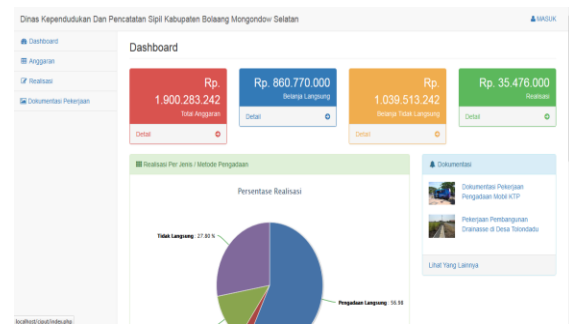 Dinas Kependudukan Dan Pencatatan Sipil Kabupaten Bolaang Mongondow Selatan
MASUK
Dashboard
Anggaran
Realisasi
Dokumentasi Pekerjaan
Dashboard
Rp.
1.900.283.242
Total Anggaran
Detail
Rp. 860.770.000
Belanja Langsung
Detail
Rp.
1.039.513.242
Belanja Tidak Langsung
Detail
Rp. 35.476.000
Realisasi
Detail
Realisasi Per Jenis / Metode Pengadaan
Persentase Realisasi
Tidak Langsung : 27.80 %
Pengadaan Langsung : 56.98
Dokumentasi
Dokumentasi Pekerjaan
Pengadaan Mobil KTP
Pekerjaan Pembangunan
Drainasse di Desa Tolondadu
Lihat Yang Lainnya
localhost/ciput/index.php